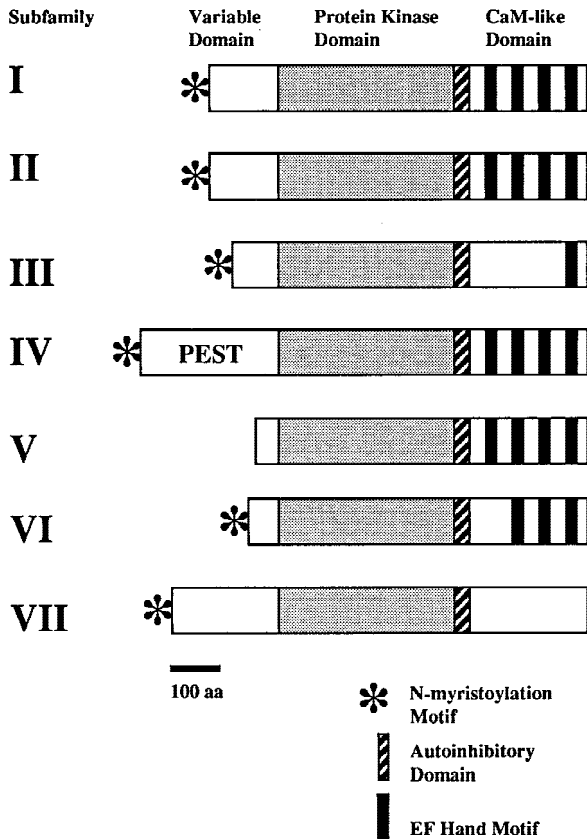 Subfamily
Variable Domain
Protein Kinase Domain
CaM-like Domain
I
II
III
IV
PEST
V
VI
VII
100 aa
N-myristoylation Motif
Autoinhibitory Domain
EF Hand Motif